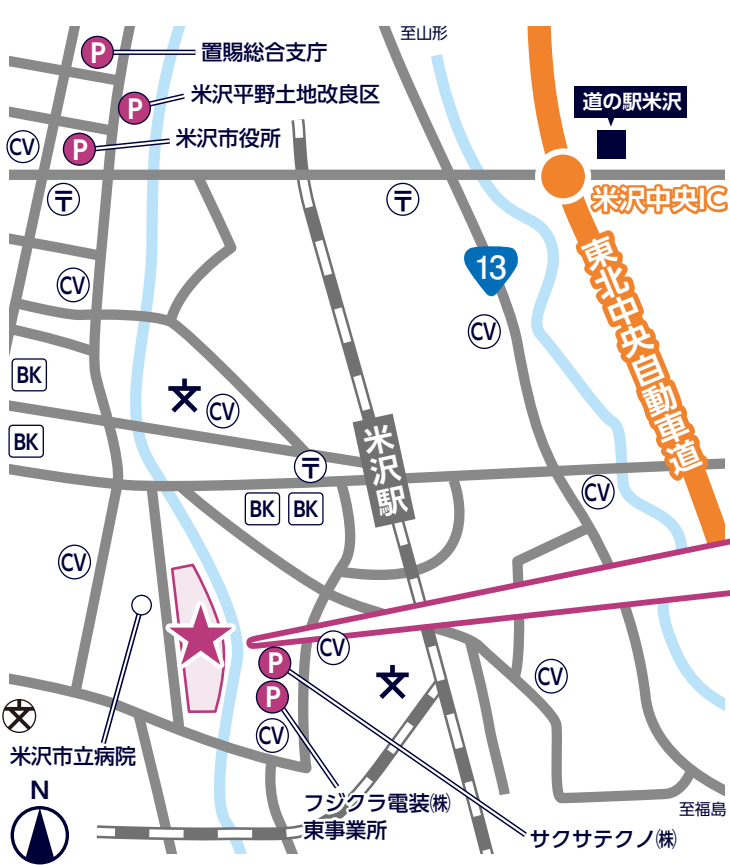 至山形
P
置賜総合支庁
P
米沢平野土地改良区
道の駅米沢
CV
P
米沢市役所
〒
〒
米沢中央IC
13
東北中央自動車道
CV
CV
BK
文
CV
BK
〒
米沢駅
BK
BK
CV
CV
CV
P
文
CV
P
文
CV
米沢市立病院
N
フジクラ電装㈱
東事業所
サクサテクノ㈱
至福島